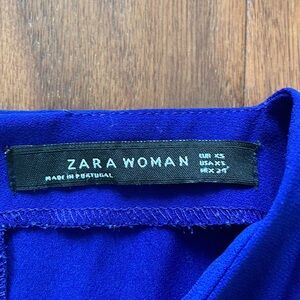 ZARA WOMAN
MADE IN PORTUGAL
EUR XS
USA XS
MEX 24